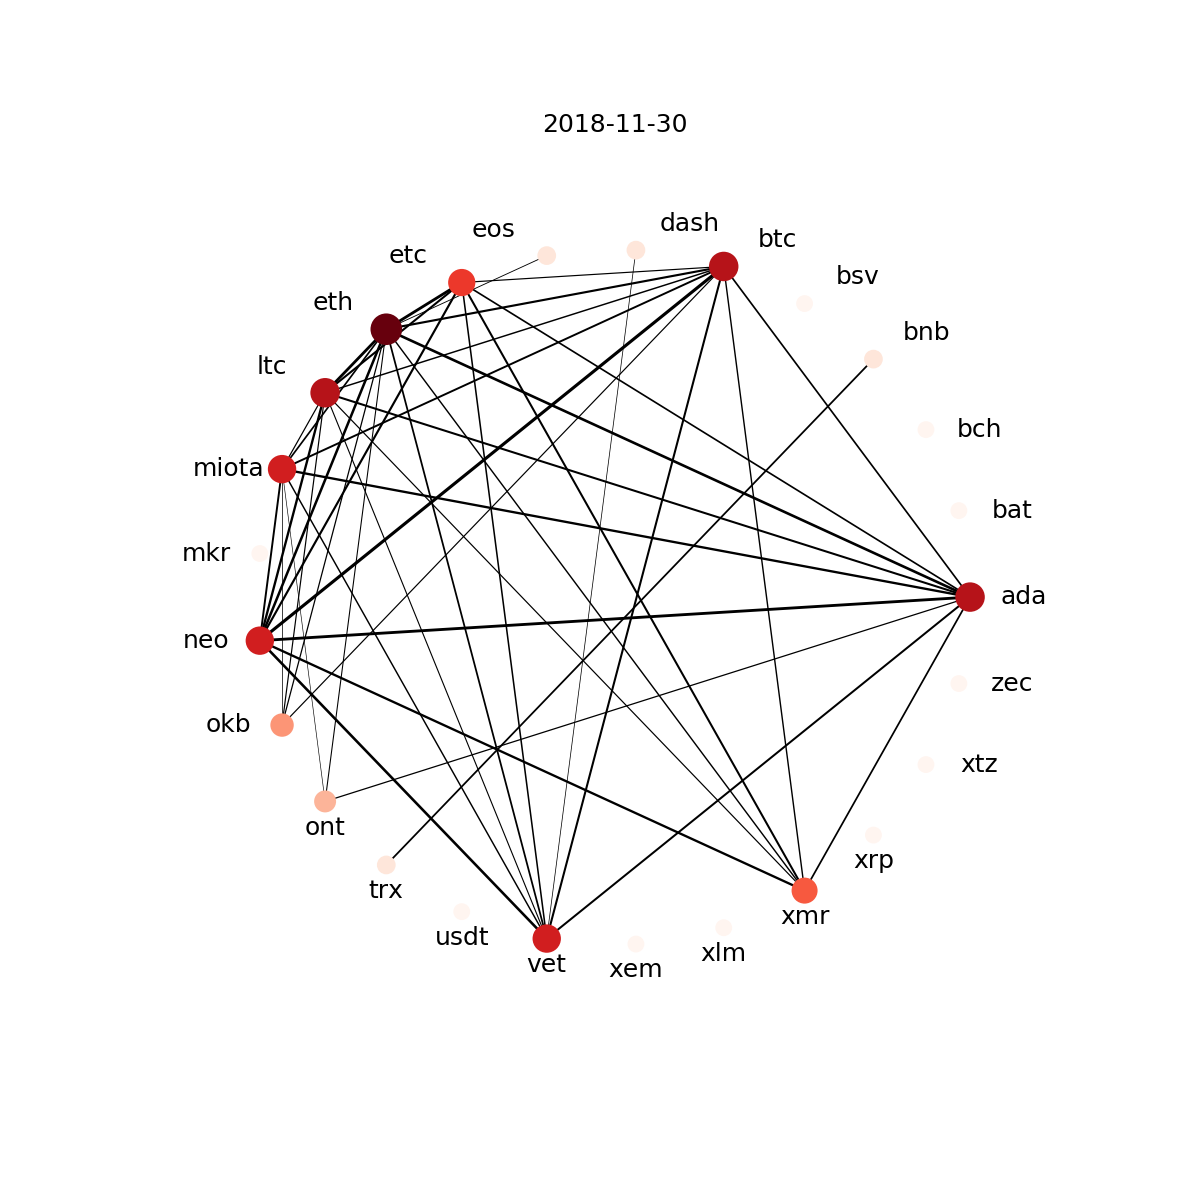 2018-11-30
dash
eos
btc
etc
bsv
eth
bnb
ltc
bch
miota
bat
mkr
ada
neo
zec
okb
xtz
ont
xrp
trx
xmr
usdt
xlm
vet
xem